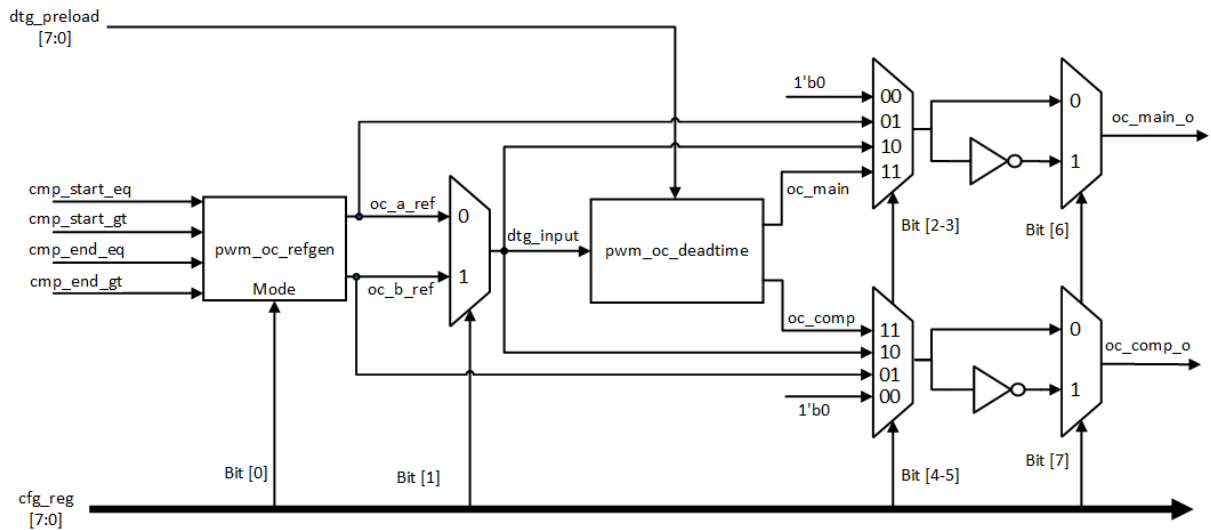 dtg_preload
[7:0]
1'b0
00
01
10
11
0
1
oc_main_o
oc_main
cmp_start_eq
cmp_start_gt
cmp_end_eq
cmp_end_gt
pwm_oc_refgen
Mode
oc_a_ref
oc_b_ref
0
1
dtg_input
pwm_oc_deadtime
Bit [2-3]
Bit [6]
oc_comp
11
10
01
00
1'b0
0
1
oc_comp_o
Bit [0]
Bit [1]
Bit [4-5]
Bit [7]
cfg_reg
[7:0]